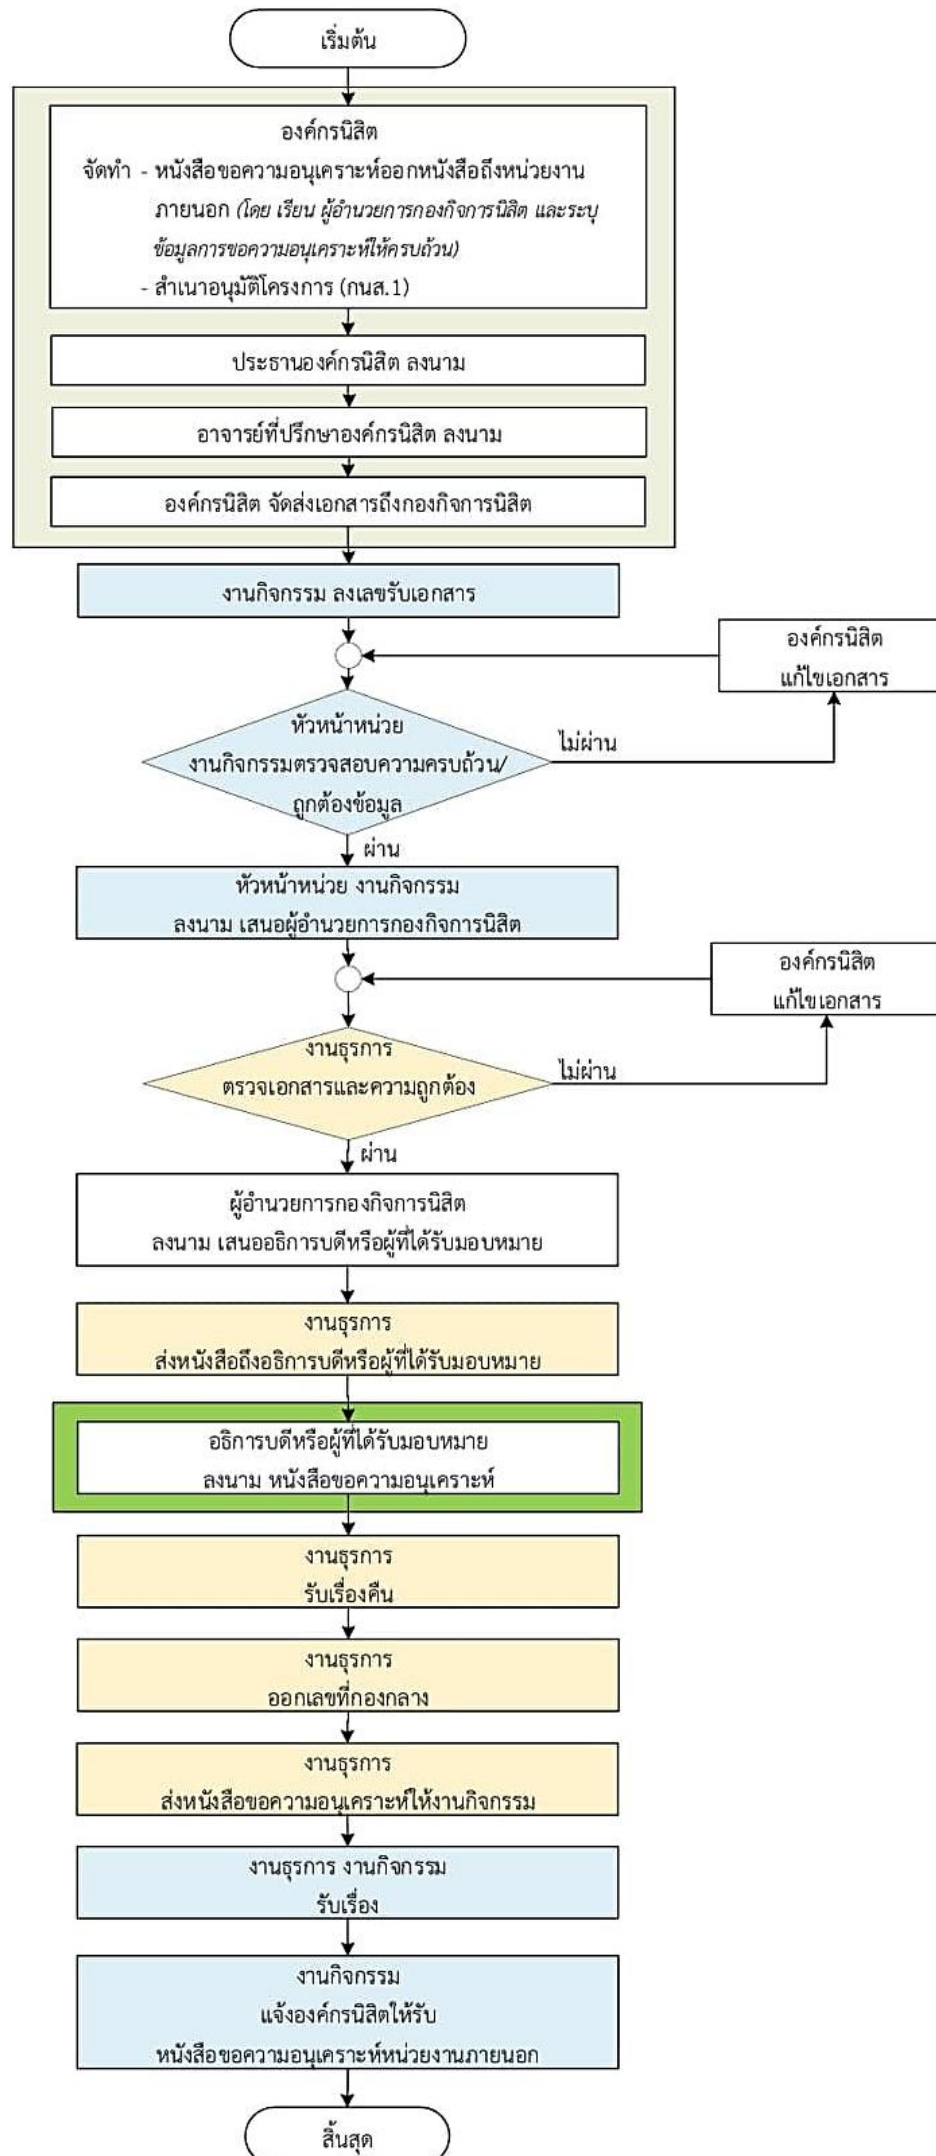 เริ่มต้น
องค์กรนิสิต
จัดทำ - หนังสือขอความอนุเคราะห์ออกหนังสือถึงหน่วยงาน
ภายนอก (โดย เรียน ผู้อำนวยการกองกิจการนิสิต และระบุ
ข้อมูลการขอความอนุเคราะห์ให้ครบถ้วน)
- สำเนาอนุมัติโครงการ (กนส.1)
ประธานองค์กรนิสิต ลงนาม
อาจารย์ที่ปรึกษาองค์กรนิสิต ลงนาม
องค์กรนิสิต จัดส่งเอกสารถึงกองกิจการนิสิต
งานกิจกรรม ลงเลขรับเอกสาร
องค์กรนิสิต
แก้ไขเอกสาร
หัวหน้าหน่วย
งานกิจกรรมตรวจสอบความครบถ้วน/
ถูกต้องข้อมูล
ไม่ผ่าน
ผ่าน
หัวหน้าหน่วย งานกิจกรรม
ลงนาม เสนอผู้อำนวยการกองกิจการนิสิต
องค์กรนิสิต
แก้ไขเอกสาร
งานธุรการ
ตรวจเอกสารและความถูกต้อง
ไม่ผ่าน
ผ่าน
ผู้อำนวยการกองกิจการนิสิต
ลงนาม เสนออธิการบดีหรือผู้ที่ได้รับมอบหมาย
งานธุรการ
ส่งหนังสือถึงอธิการบดีหรือผู้ที่ได้รับมอบหมาย
อธิการบดีหรือผู้ที่ได้รับมอบหมาย
ลงนาม หนังสือขอความอนุเคราะห์
งานธุรการ
รับเรื่องคืน
งานธุรการ
ออกเลขที่กองกลาง
งานธุรการ
ส่งหนังสือขอความอนุเคราะห์ให้งานกิจกรรม
งานธุรการ งานกิจกรรม
รับเรื่อง
งานกิจกรรม
แจ้งองค์กรนิสิตให้รับ
หนังสือขอความอนุเคราะห์หน่วยงานภายนอก
สิ้นสุด